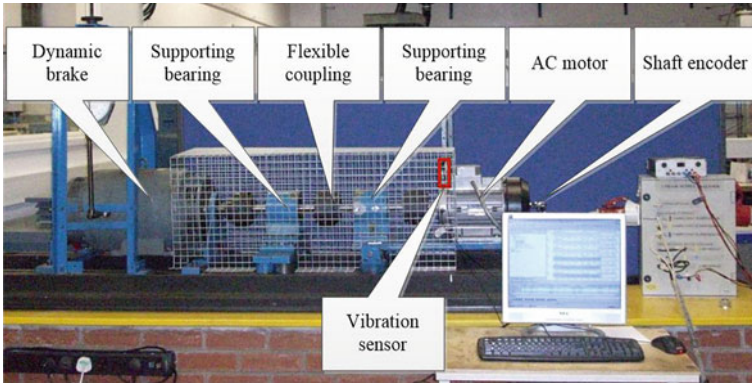 Dynamic
brake
Supporting
bearing
Flexible
coupling
Supporting
bearing
AC motor
Shaft encoder
Vibration
sensor